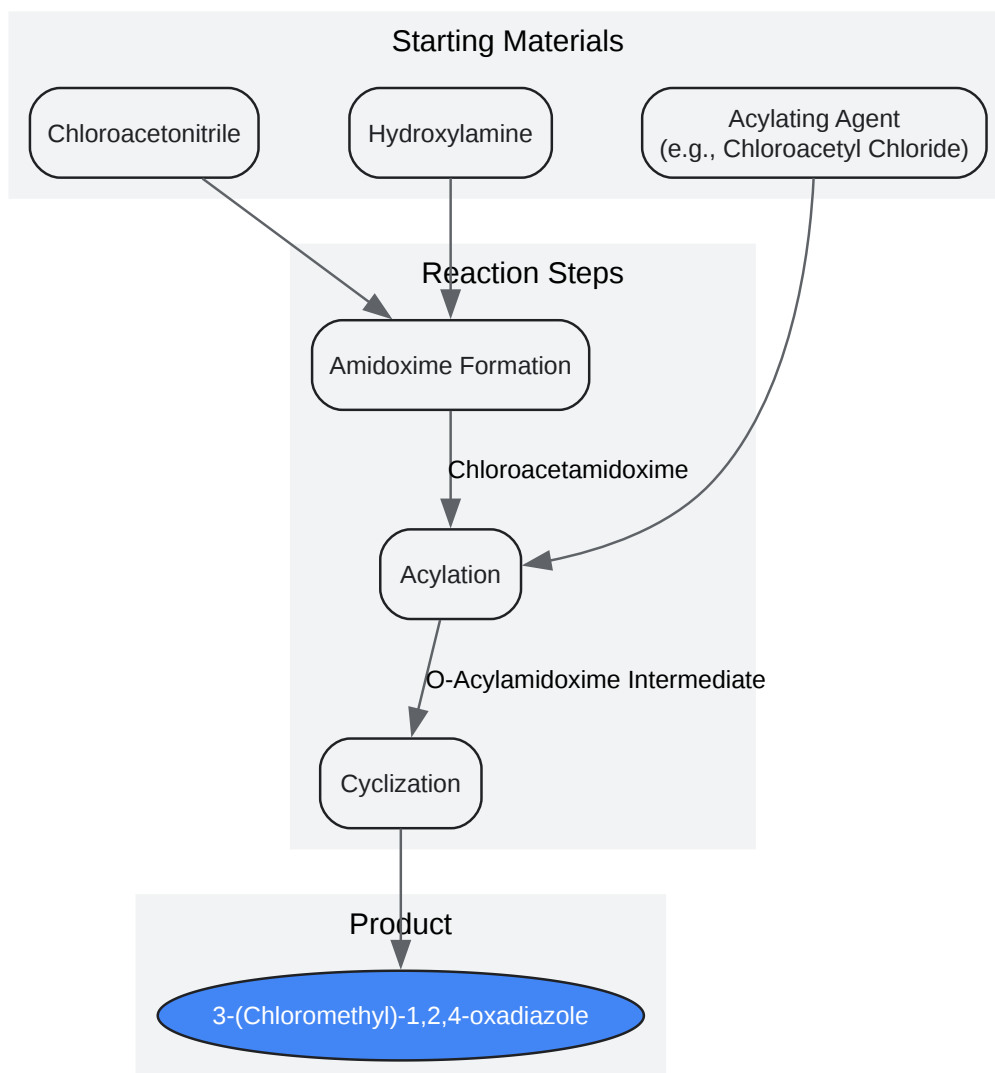 Starting Materials
Chloroacetonitrile
Hydroxylamine
Acylating Agent
(e.g., Chloroacetyl Chloride)
Reaction Steps
Amidoxime Formation
Chloroacetamidoxime
Acylation
O-Acylamidoxime Intermediate
Cyclization
Product
3-(Chloromethyl)-1,2,4-oxadiazole